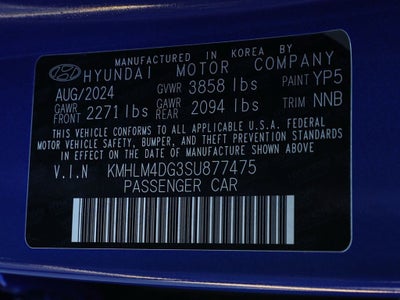 MANUFACTURED IN KOREA BY
HYUNDAI MOTOR COMPANY
AUG/2024 GVWR 3858 lbs PAINT YP5
GAWR FRONT 2271 lbs GAWR REAR 2094 lbs TRIM NNB
THIS VEHICLE CONFORMS TO ALL APPLICABLE U.S.A. FEDERAL
MOTOR VEHICLE SAFETY, BUMPER, AND THEFT PREVENTION STANDARDS
IN EFFECT ON THE DATE OF MANUFACTURE SHOWN ABOVE.
V.I.N KMHLM4DG3SU877475
PASSENGER CAR